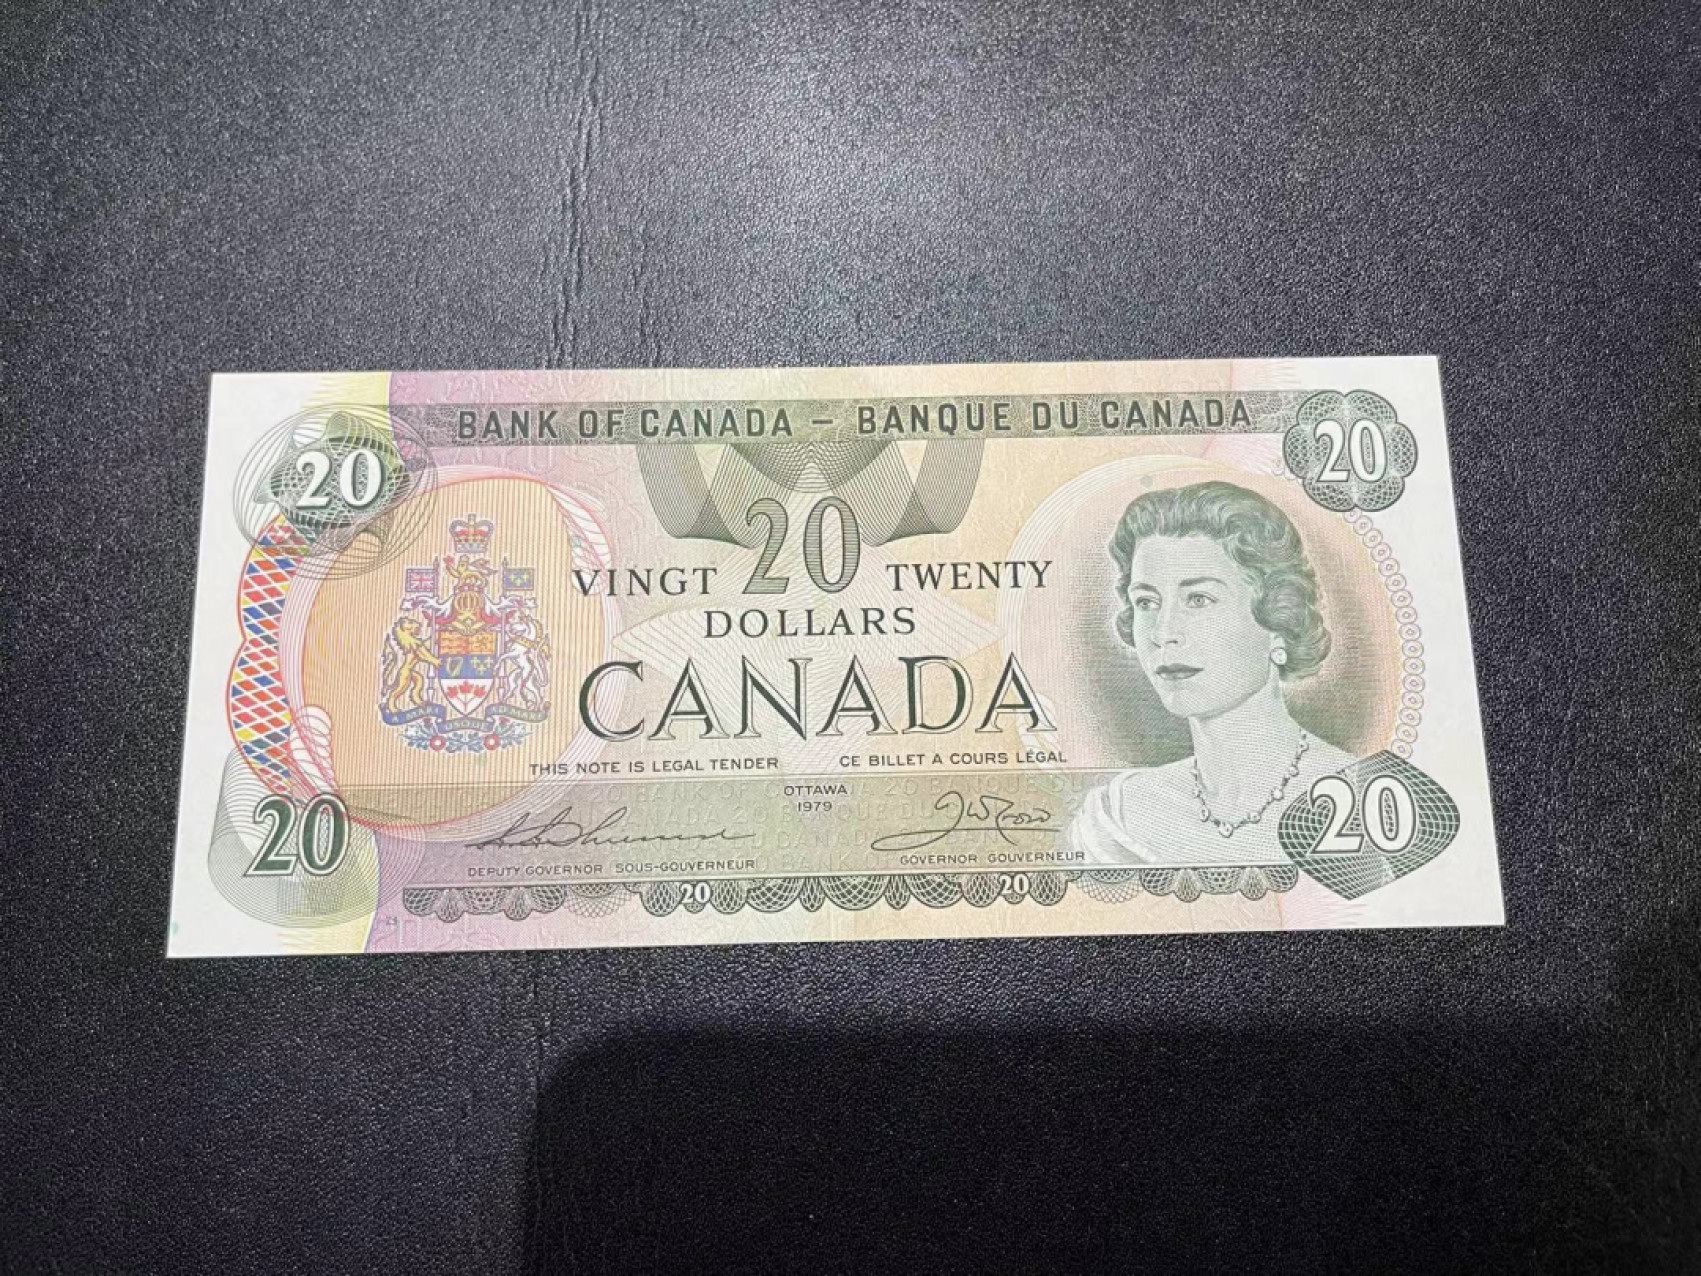 BANK OF CANADA – BANQUE DU CANADA
20
20
20
VINGT TWENTY
DOLLARS
CANADA
THIS NOTE IS LEGAL TENDER CE BILLET A COURS LÉGAL
OTTAWA
1979
20
20
DEPUTY GOVERNOR SOUS-GOUVERNEUR
GOVERNOR GOUVERNEUR
20 20